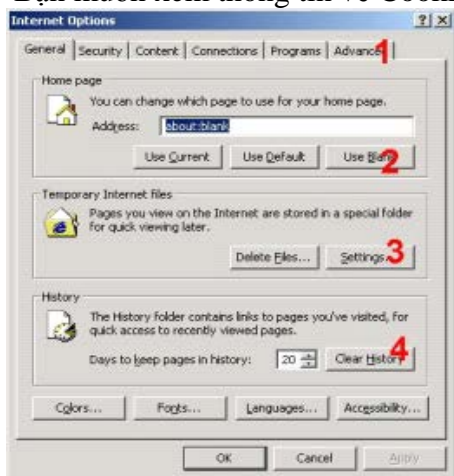 Internet Options
General Security Content Connections Programs Advanced 1
Home page
You can change which page to use for your home page.
Address: about:blank
Use Current Use Default Use Blank 2
Temporary Internet files
Pages you view on the Internet are stored in a special folder
for quick viewing later.
Delete Files... Settings... 3
History
The History folder contains links to pages you've visited, for
quick access to recently viewed pages.
Days to keep pages in history: 20 Clear History 4
Colors... Fonts... Languages... Accessibility...
OK Cancel Apply